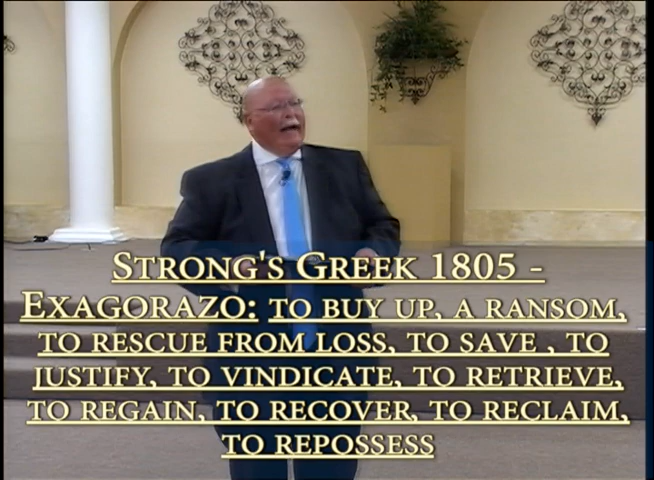 STRONG'S GREEK 1805 -
EXAGORAZO: TO BUY UP, A RANSOM,
TO RESCUE FROM LOSS, TO SAVE , TO
JUSTIFY, TO VINDICATE, TO RETRIEVE,
TO REGAIN, TO RECOVER, TO RECLAIM,
TO REPOSSESS